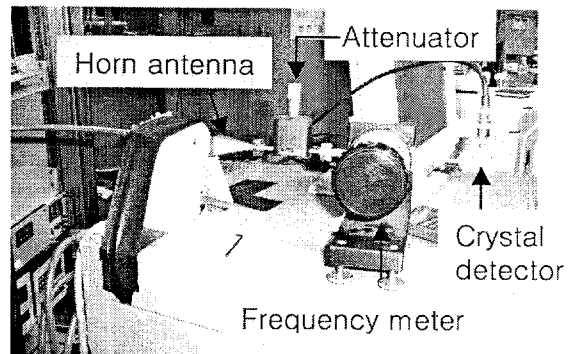 Attenuator
Horn antenna
Crystal
detector
Frequency meter